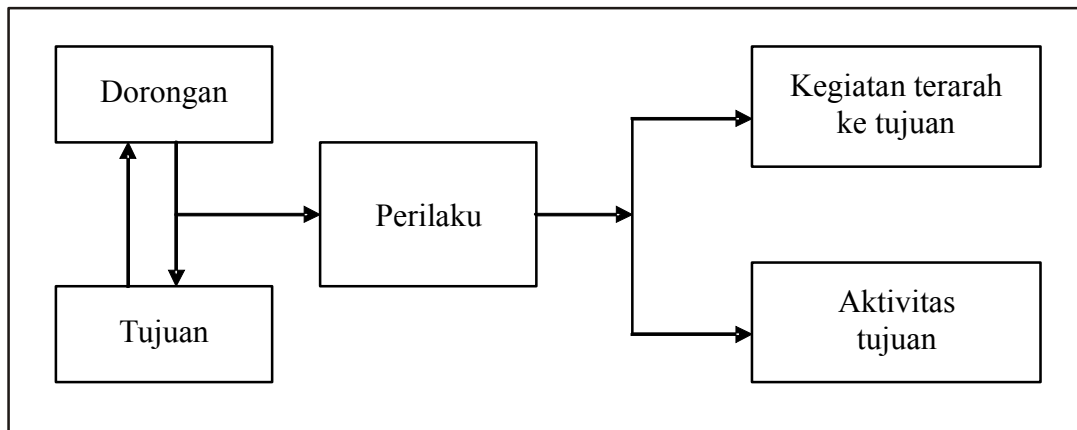 Dorongan
Tujuan
Perilaku
Kegiatan terarah
ke tujuan
Aktivitas
tujuan